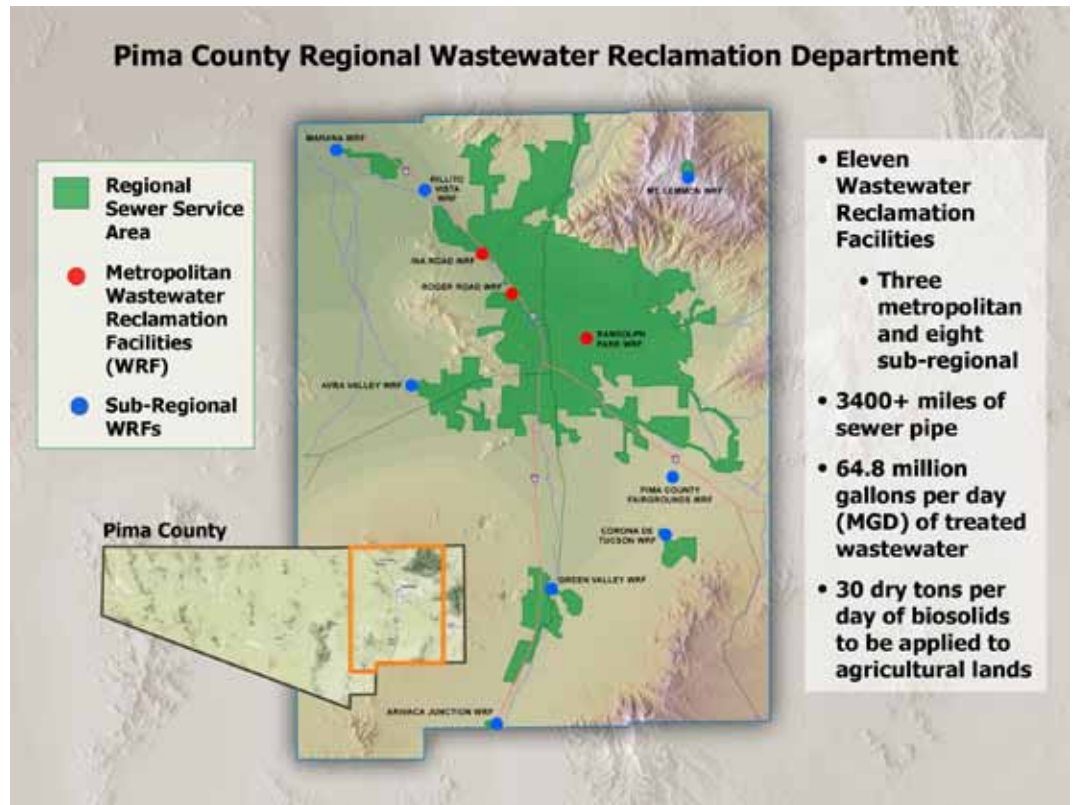 Pima County Regional Wastewater Reclamation Department
Regional
Sewer Service
Area
Metropolitan
Wastewater
Reclamation
Facilities
(WRF)
Sub-Regional
WRFs
Pima County
MARANA WRF
RILLITO
VISTA
WRF
MT. LEMMON WRF
INA ROAD WRF
ROGER ROAD WRF
RANDOLPH
PARK WRF
AVRA VALLEY WRF
PIMA COUNTY
FAIRGROUNDS WRF
CORONA DE
TUCSON WRF
GREEN VALLEY WRF
ARIVACA JUNCTION WRF
• Eleven
Wastewater
Reclamation
Facilities
• Three
metropolitan
and eight
sub-regional
• 3400+ miles of
sewer pipe
• 64.8 million
gallons per day
(MGD) of treated
wastewater
• 30 dry tons per
day of biosolids
to be applied to
agricultural lands